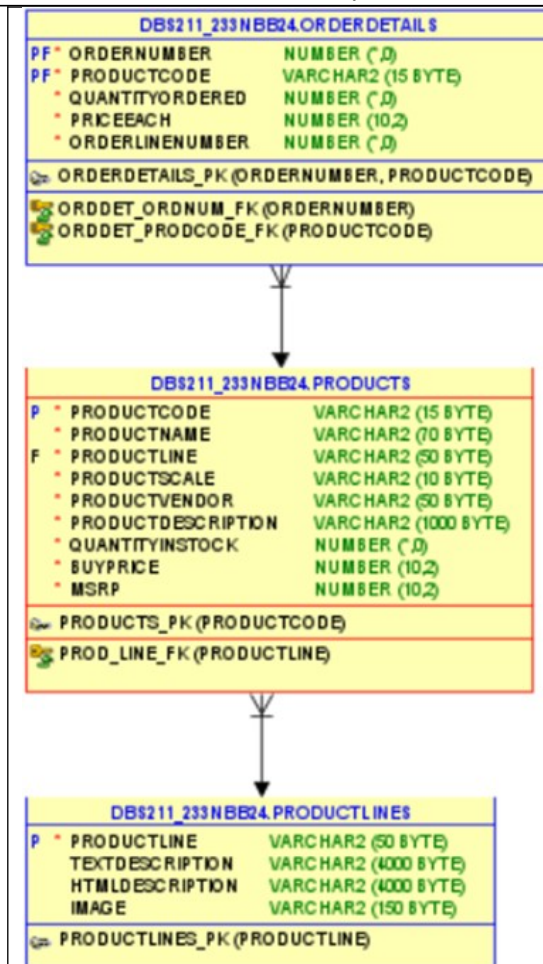 DBS211_233NBB24.ORDERDETAILS
PF* ORDERNUMBER NUMBER (*,0)
PF* PRODUCTCODE VARCHAR2 (15 BYTE)
* QUANTITYORDERED NUMBER (*,0)
* PRICEEACH NUMBER (10,2)
* ORDERLINENUMBER NUMBER (*,0)
ORDERDETAILS_PK (ORDERNUMBER, PRODUCTCODE)
ORDDET_ORDNUM_FK (ORDERNUMBER)
ORDDET_PRODCODE_FK (PRODUCTCODE)
DBS211_233NBB24.PRODUCTS
P * PRODUCTCODE VARCHAR2 (15 BYTE)
* PRODUCTNAME VARCHAR2 (70 BYTE)
F * PRODUCTLINE VARCHAR2 (50 BYTE)
* PRODUCTSCALE VARCHAR2 (10 BYTE)
* PRODUCTVENDOR VARCHAR2 (50 BYTE)
* PRODUCTDESCRIPTION VARCHAR2 (1000 BYTE)
* QUANTITYINSTOCK NUMBER (*,0)
* BUYPRICE NUMBER (10,2)
* MSRP NUMBER (10,2)
PRODUCTS_PK (PRODUCTCODE)
PROD_LINE_FK (PRODUCTLINE)
DBS211_233NBB24.PRODUCTLINES
P * PRODUCTLINE VARCHAR2 (50 BYTE)
TEXTDESCRIPTION VARCHAR2 (4000 BYTE)
HTMLDESCRIPTION VARCHAR2 (4000 BYTE)
IMAGE VARCHAR2 (150 BYTE)
PRODUCTLINES_PK (PRODUCTLINE)